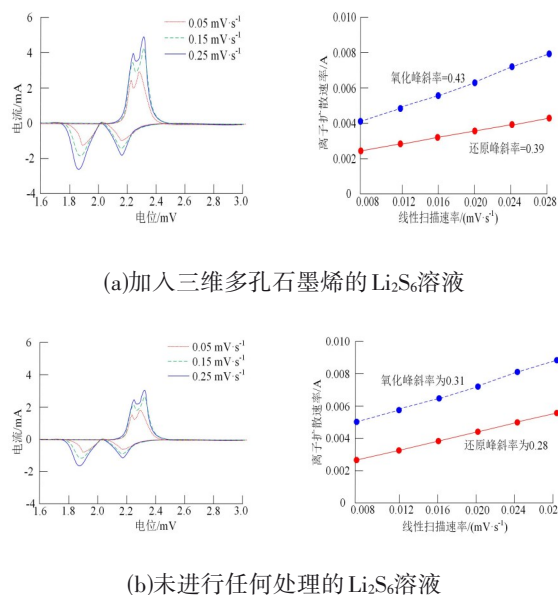 6
4
2
0
-2
-4
电流/mA
0.05 mV·s⁻¹
0.15 mV·s⁻¹
0.25 mV·s⁻¹
1.6 1.8 2.0 2.2 2.4 2.6 2.8 3.0
电位/mV
0.010
0.008
0.006
0.004
0.002
0.000
离子扩散速率/A
氧化峰斜率=0.43
还原峰斜率=0.39
0.008 0.012 0.016 0.020 0.024 0.028
线性扫描速率/(mV·s⁻¹)
(a)加入三维多孔石墨烯的Li₂S₆溶液
6
4
2
0
-2
-4
电流/mA
0.05 mV·s⁻¹
0.15 mV·s⁻¹
0.25 mV·s⁻¹
1.6 1.8 2.0 2.2 2.4 2.6 2.8 3.0
电位/mV
0.010
0.008
0.006
0.004
0.002
0.000
离子扩散速率/A
氧化峰斜率为0.31
还原峰斜率为0.28
0.008 0.012 0.016 0.020 0.024 0.02
线性扫描速率/(mV·s⁻¹)
(b)未进行任何处理的Li₂S₆溶液